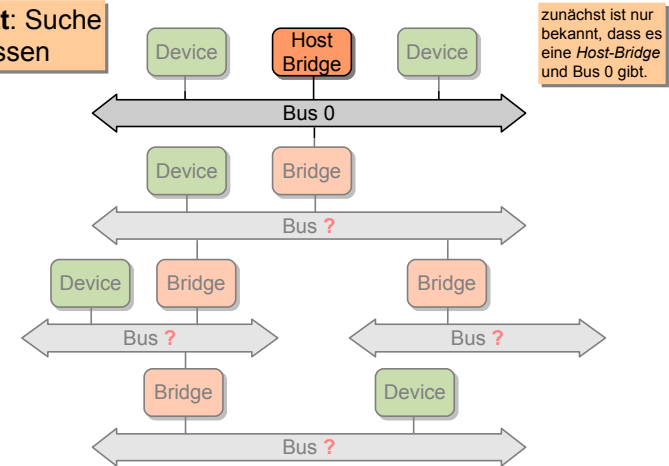 t: Suche
ssen
zunächst ist nur
bekannt, dass es
eine Host-Bridge
und Bus 0 gibt.
Device
Host
Bridge
Device
Bus 0
Device
Bridge
Bus ?
Device
Bridge
Bridge
Bus ?
Bus ?
Bridge
Device
Bus ?